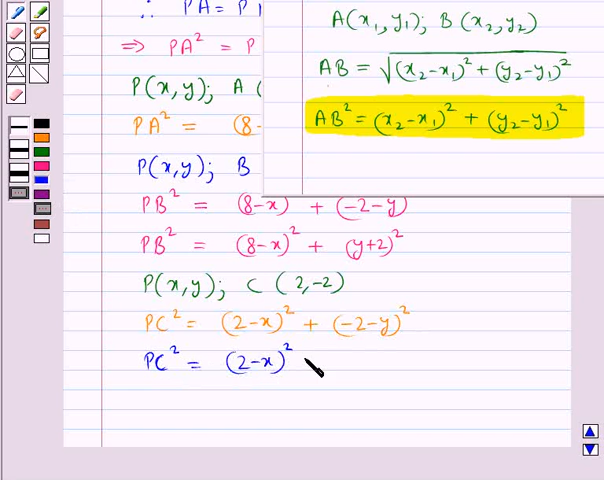 ∴ PA = P
⇒ PA² = P
P(x,y); A (
PA² = (8-
P(x,y); B
PB² = (8-x) + (-2-y)
PB² = (8-x)² + (y+2)²
P(x,y); C (2,-2)
PC² = (2-x)² + (-2-y)²
PC² = (2-x)²
A(x₁,y₁); B(x₂,y₂)
AB = √(x₂-x₁)² + (y₂-y₁)²
AB² = (x₂-x₁)² + (y₂-y₁)²